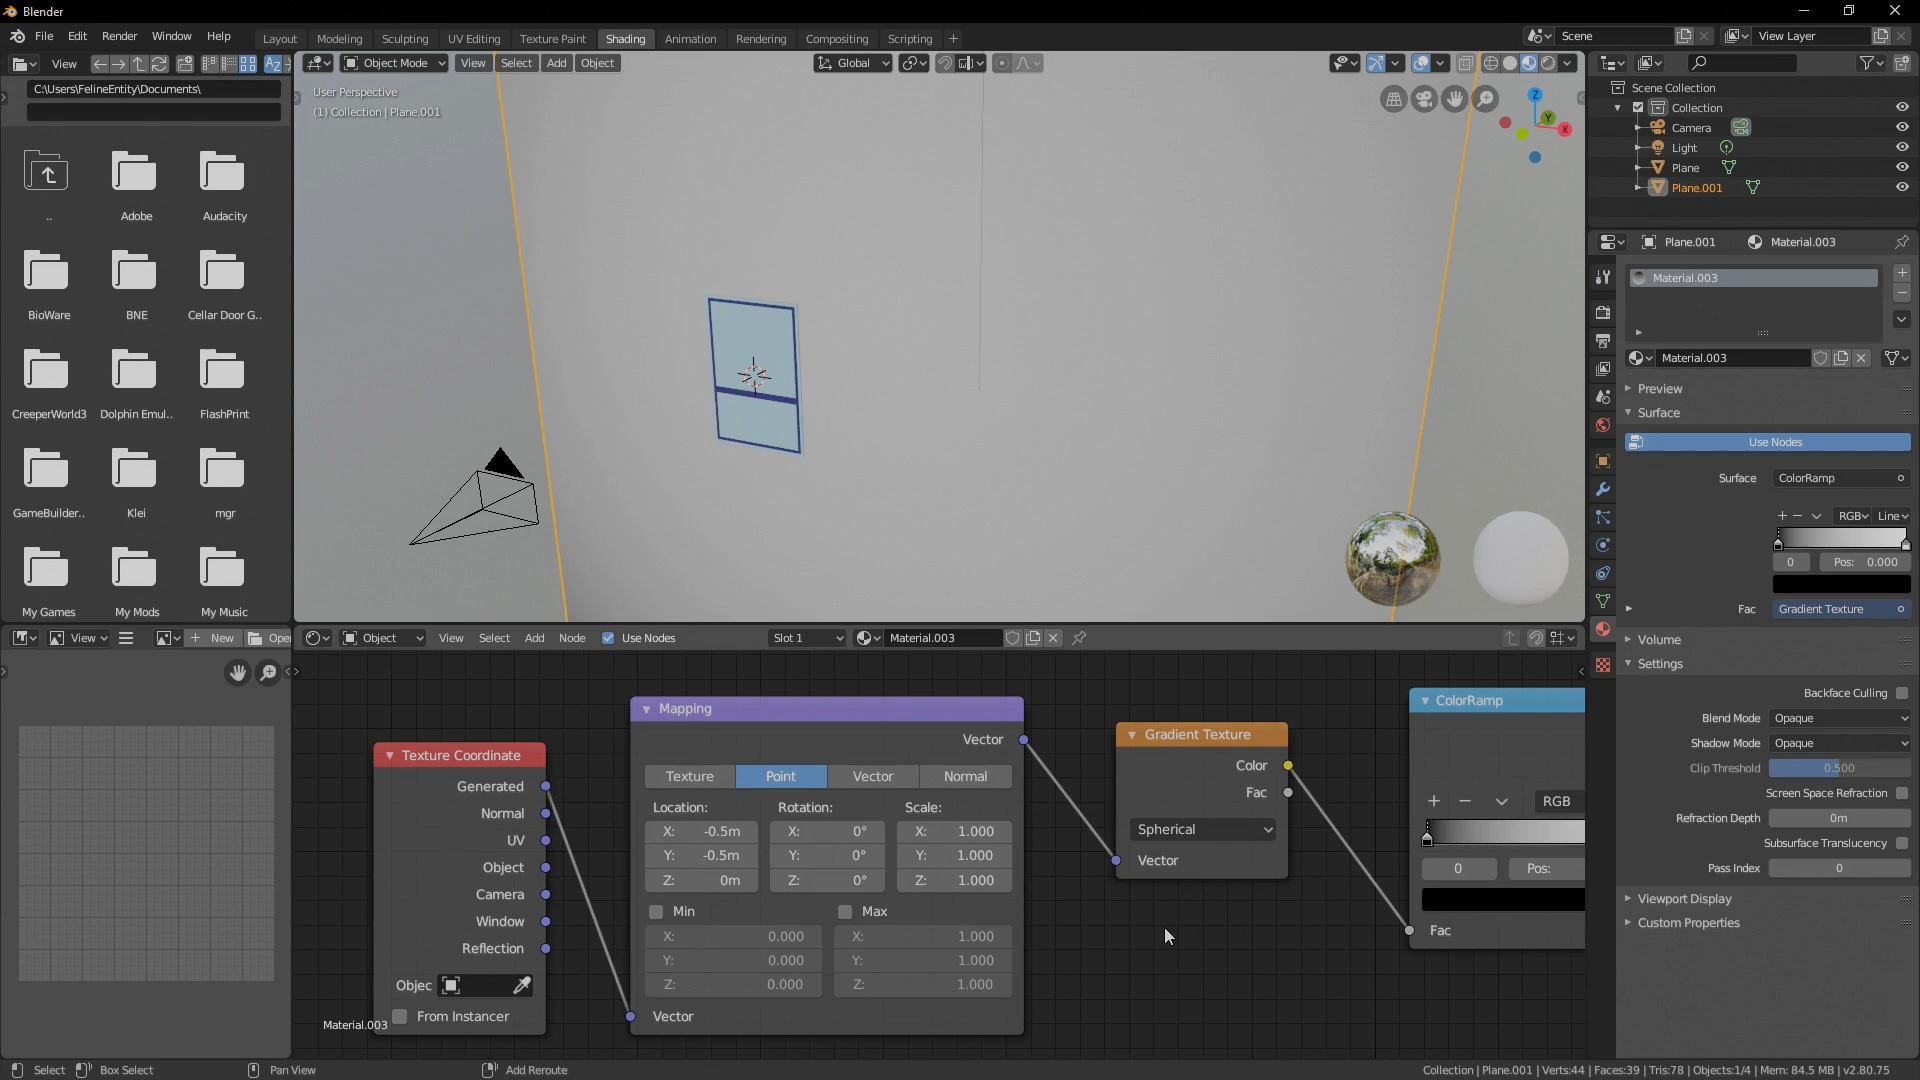 Blender
File Edit Render Window Help
Layout Modeling Sculpting UV Editing Texture Paint Shading Animation Rendering Compositing Scripting +
Scene
View Layer
View
C:\Users\FelineEntity\Documents\
..
Adobe
Audacity
BioWare
BNE
Cellar Door G..
CreeperWorld3
Dolphin Emul..
FlashPrint
GameBuilder..
Klei
mgr
My Games
My Mods
My Music
Object Mode View Select Add Object
Global
User Perspective
(1) Collection | Plane.001
Z
Y
X
Scene Collection
Collection
Camera
Light
Plane
Plane.001
Plane.001 Material.003
Material.003
Material.003
Preview
Surface
Use Nodes
Surface ColorRamp
RGB Line
0 Pos: 0.000
Fac Gradient Texture
Volume
Settings
Backface Culling
Blend Mode Opaque
Shadow Mode Opaque
Clip Threshold 0.500
Screen Space Refraction
Refraction Depth 0m
Subsurface Translucency
Pass Index 0
Viewport Display
Custom Properties
View New Open
Object View Select Add Node Use Nodes Slot 1 Material.003
Texture Coordinate
Generated
Normal
UV
Object
Camera
Window
Reflection
Objec
From Instancer
Material.003
Mapping
Vector
Texture Point Vector Normal
Location: Rotation: Scale:
X: -0.5m X: 0° X: 1.000
Y: -0.5m Y: 0° Y: 1.000
Z: 0m Z: 0° Z: 1.000
Min Max
X: 0.000 X: 1.000
Y: 0.000 Y: 1.000
Z: 0.000 Z: 1.000
Vector
Gradient Texture
Color
Fac
Spherical
Vector
ColorRamp
RGB
0 Pos:
Fac
Select Box Select Pan View Add Reroute
Collection | Plane.001 | Verts:44 | Faces:39 | Tris:78 | Objects:1/4 | Mem: 84.5 MB | v2.80.75